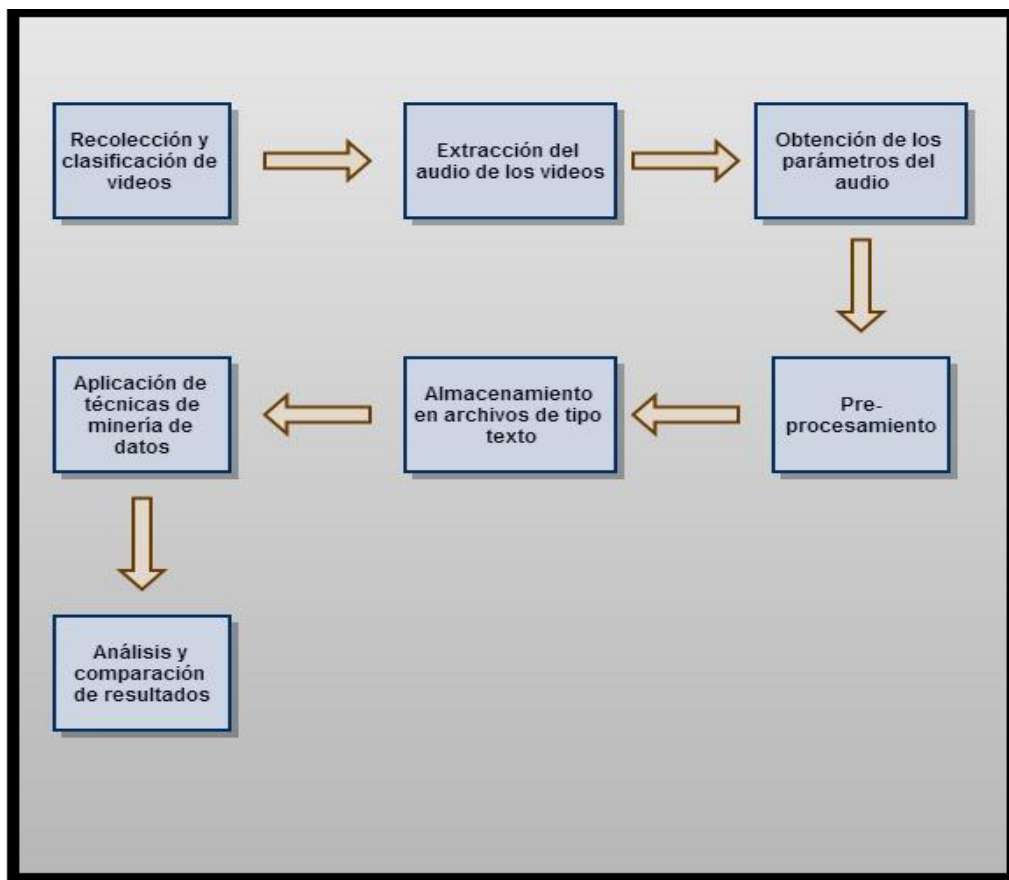 Recolección y
clasificación de
videos
Extracción del
audio de los videos
Obtención de los
parámetros del
audio
Pre-
procesamiento
Almacenamiento
en archivos de tipo
texto
Aplicación de
técnicas de
minería de
datos
Análisis y
comparación
de resultados